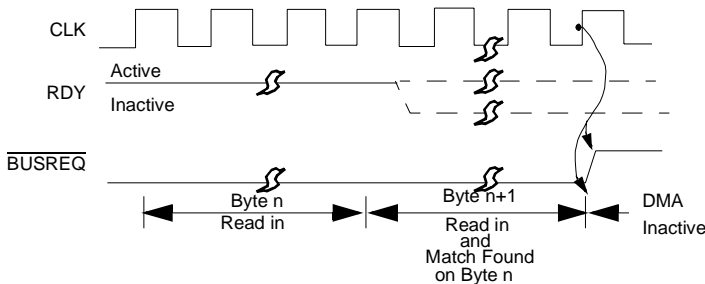 CLK
Active
RDY
Inactive
BUSREQ
Byte n
Read in
Byte n+1
Read in
and
Match Found
on Byte n
DMA
Inactive